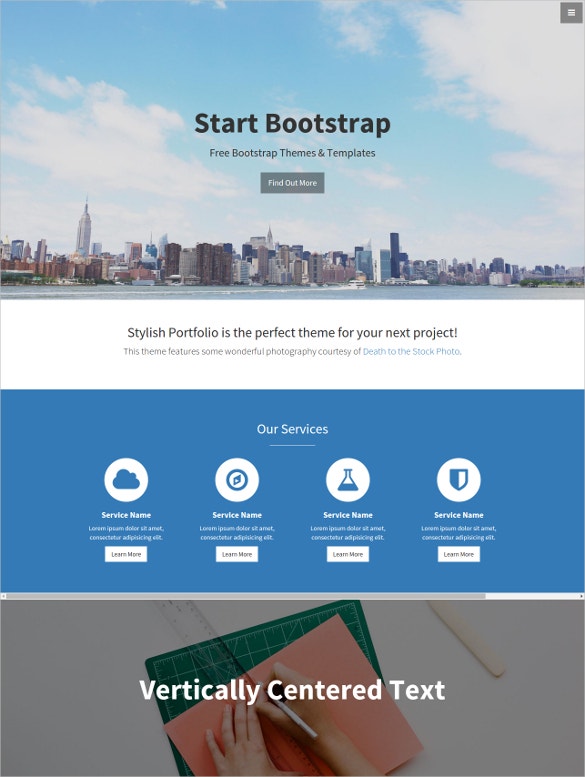 Start Bootstrap
Free Bootstrap Themes & Templates
Find Out More
Stylish Portfolio is the perfect theme for your next project!
This theme features some wonderful photography courtesy of Death to the Stock Photo.
Our Services
Service Name
Lorem ipsum dolor sit amet,
consectetur adipisicing elit.
Learn More
Service Name
Lorem ipsum dolor sit amet,
consectetur adipisicing elit.
Learn More
Service Name
Lorem ipsum dolor sit amet,
consectetur adipisicing elit.
Learn More
Service Name
Lorem ipsum dolor sit amet,
consectetur adipisicing elit.
Learn More
Vertically Centered Text